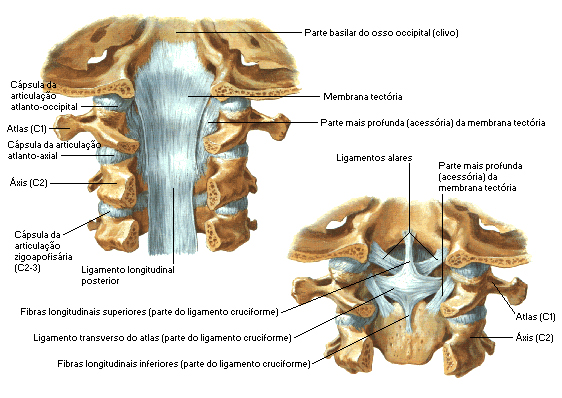 Parte basilar do osso occipital (clivo)
Cápsula da
articulação
atlanto-occipital
Membrana tectória
Atlas (C1)
Parte mais profunda (acessória) da membrana tectória
Cápsula da articulação
atlanto-axial
Áxis (C2)
Cápsula da
articulação
zigoapofisária
(C2-3)
Ligamento longitudinal
posterior
Ligamentos alares
Parte mais profunda
(acessória) da
membrana tectória
Fibras longitudinais superiores (parte do ligamento cruciforme)
Ligamento transverso do atlas (parte do ligamento cruciforme)
Fibras longitudinais inferiores (parte do ligamento cruciforme)
Atlas (C1)
Áxis (C2)